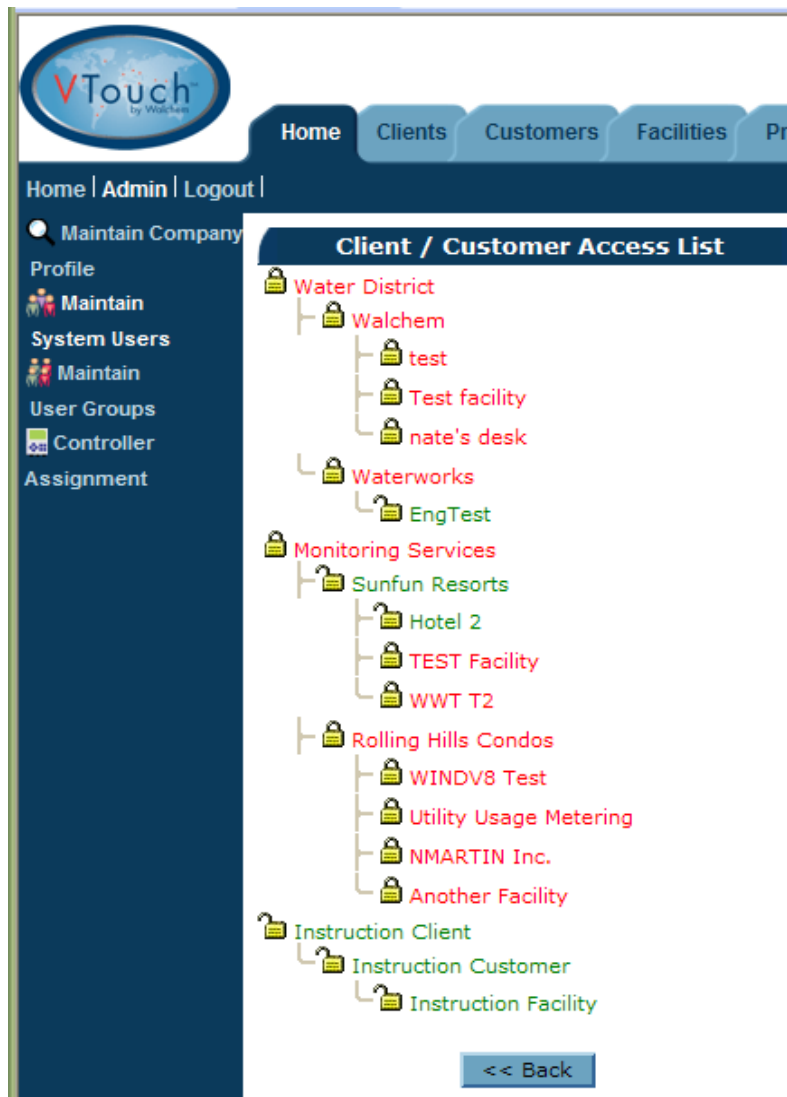 VTouch™
by Walchem
Home Clients Customers Facilities Pr
Home | Admin | Logout |
Maintain Company
Profile
Maintain
System Users
Maintain
User Groups
Controller
Assignment
Client / Customer Access List
Water District
Walchem
test
Test facility
nate's desk
Waterworks
EngTest
Monitoring Services
Sunfun Resorts
Hotel 2
TEST Facility
WWT T2
Rolling Hills Condos
WINDV8 Test
Utility Usage Metering
NMARTIN Inc.
Another Facility
Instruction Client
Instruction Customer
Instruction Facility
<< Back